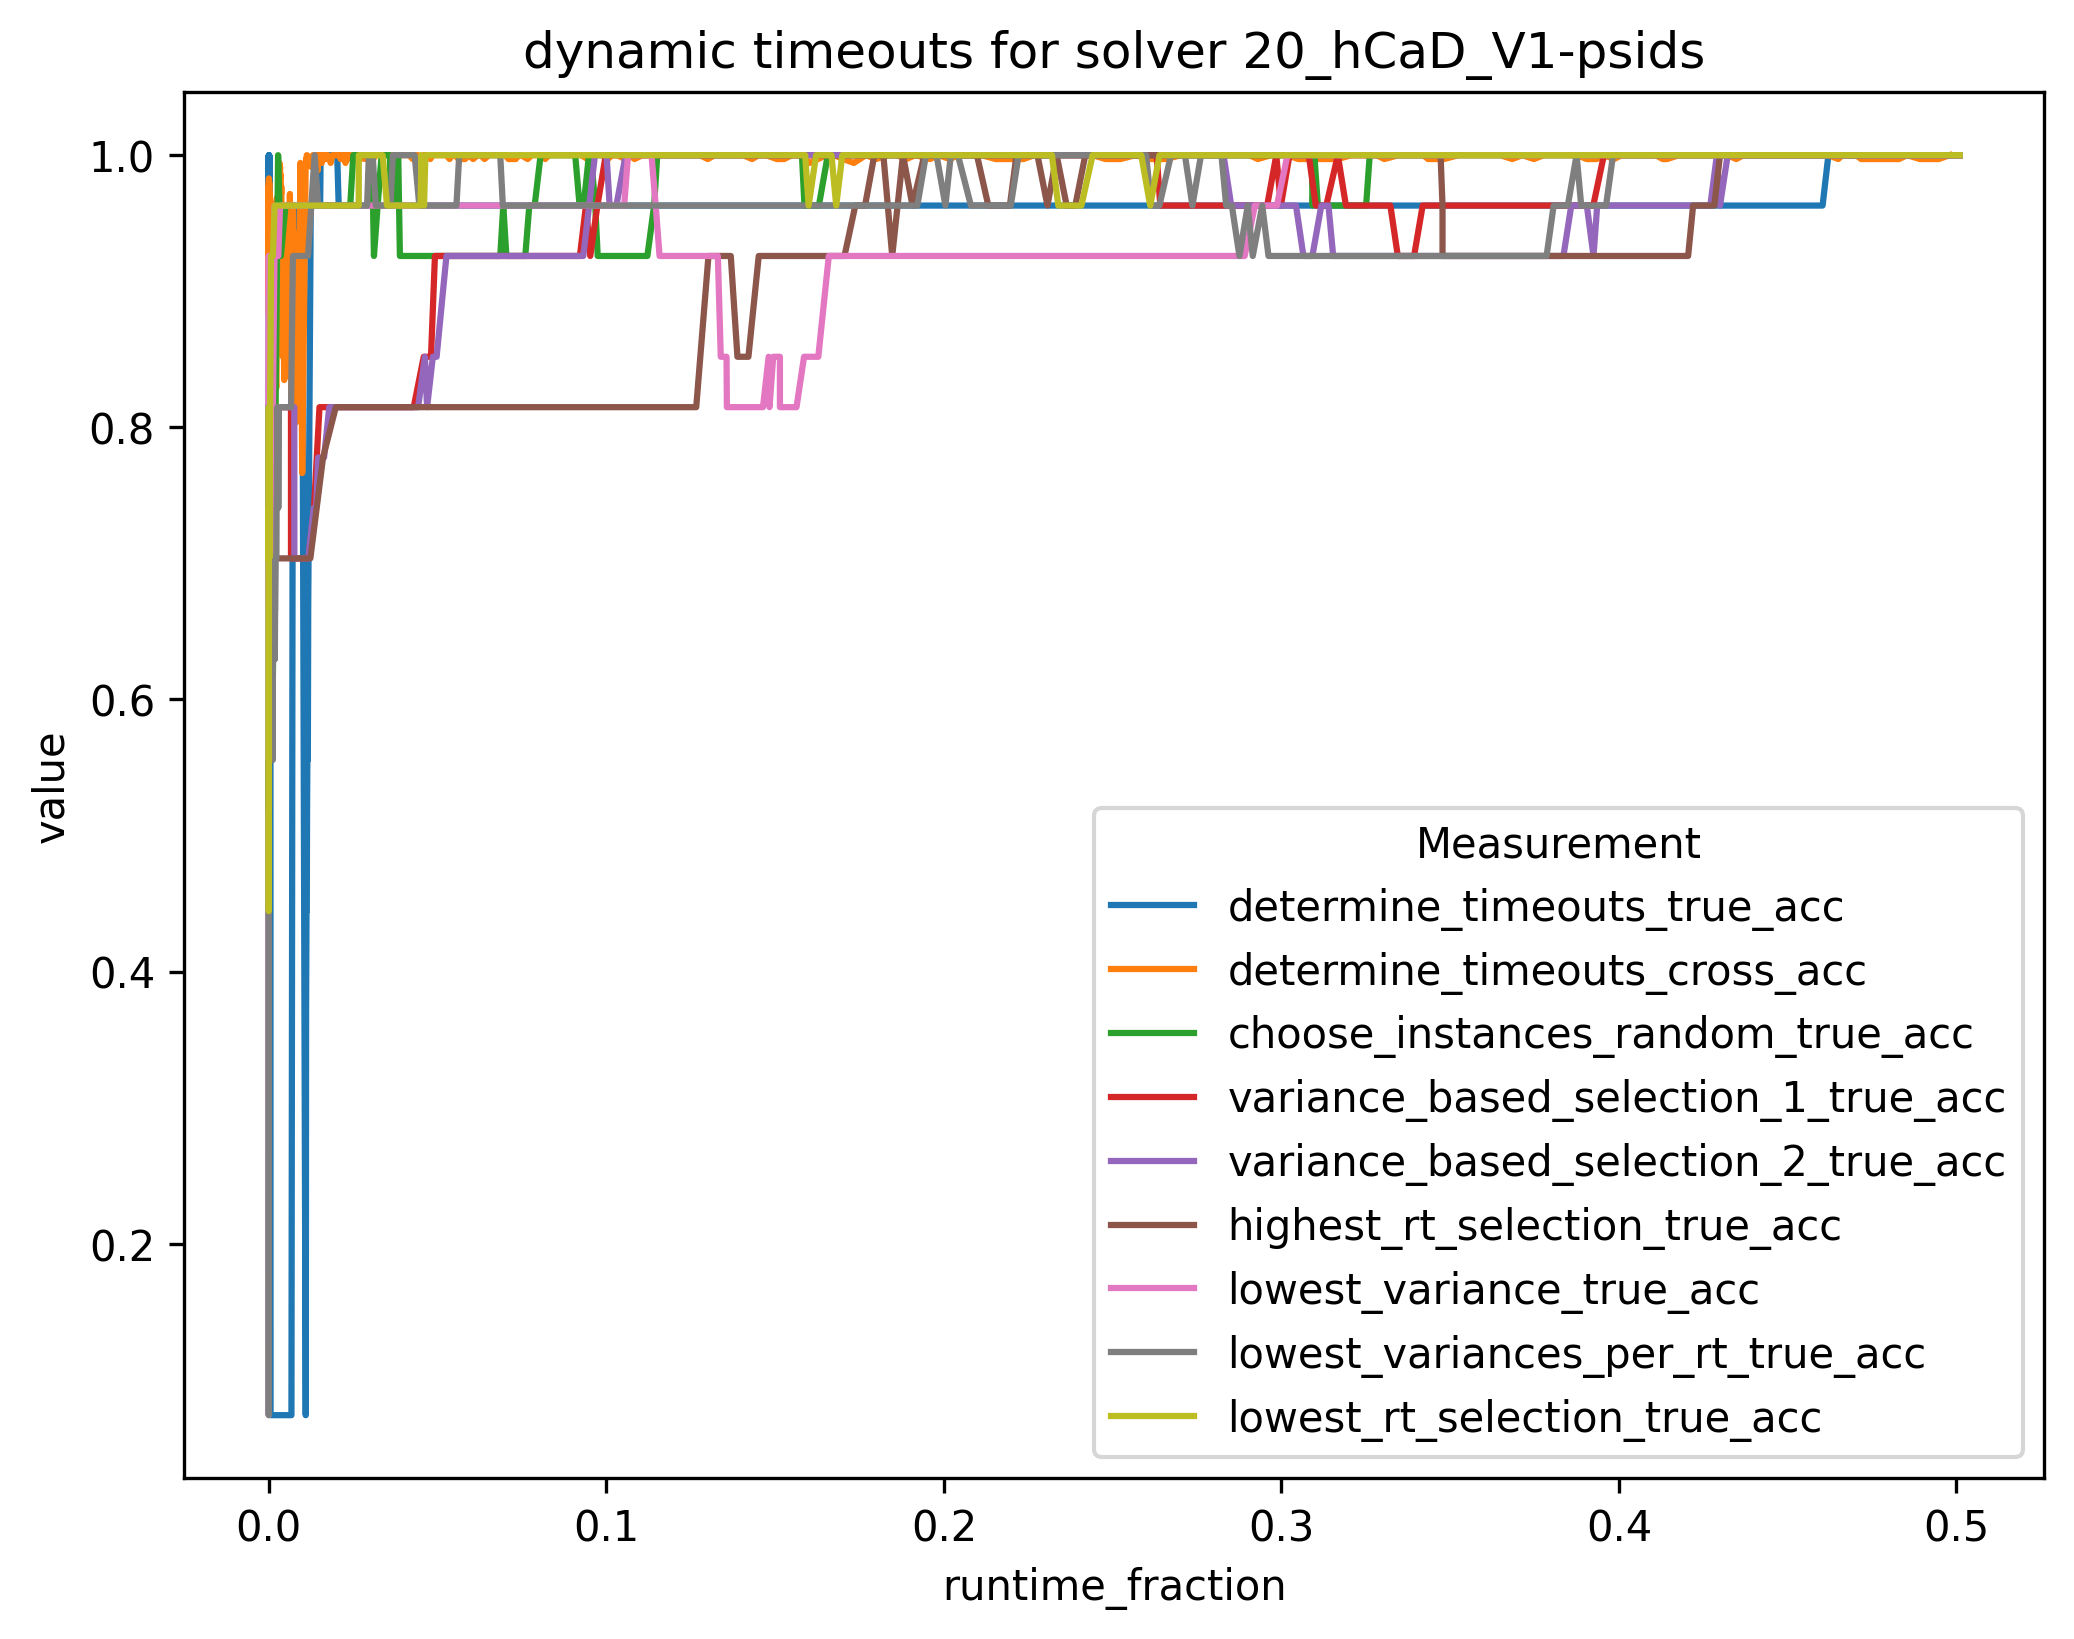 dynamic timeouts for solver 20_hCaD_V1-psids
1.0
0.8
0.6
0.4
0.2
value
0.0
0.1
0.2
0.3
0.4
0.5
runtime_fraction
Measurement
determine_timeouts_true_acc
determine_timeouts_cross_acc
choose_instances_random_true_acc
variance_based_selection_1_true_acc
variance_based_selection_2_true_acc
highest_rt_selection_true_acc
lowest_variance_true_acc
lowest_variances_per_rt_true_acc
lowest_rt_selection_true_acc